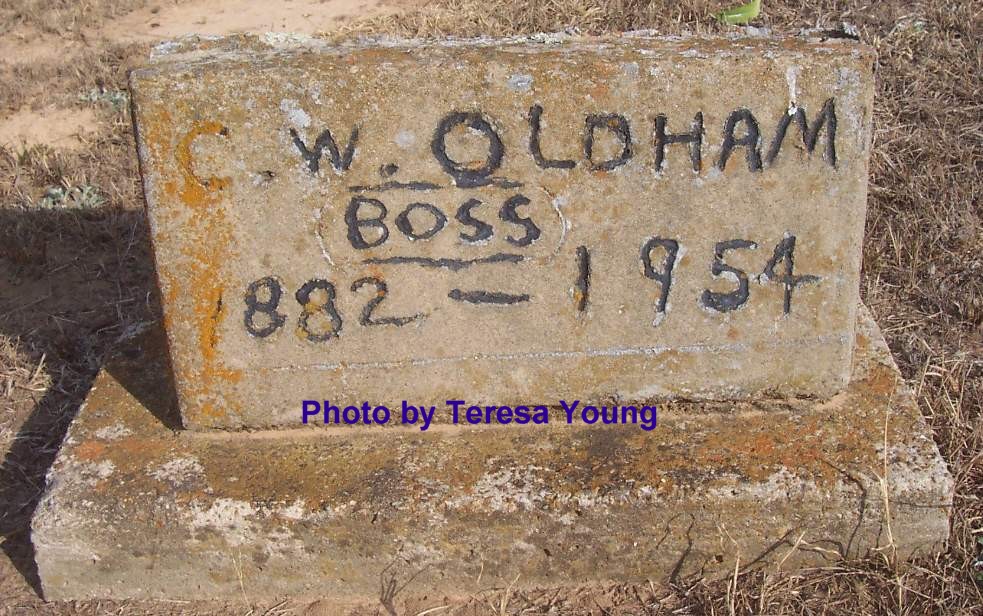 C. W. OLDHAM
BOSS
1882 — 1954
Photo by Teresa Young